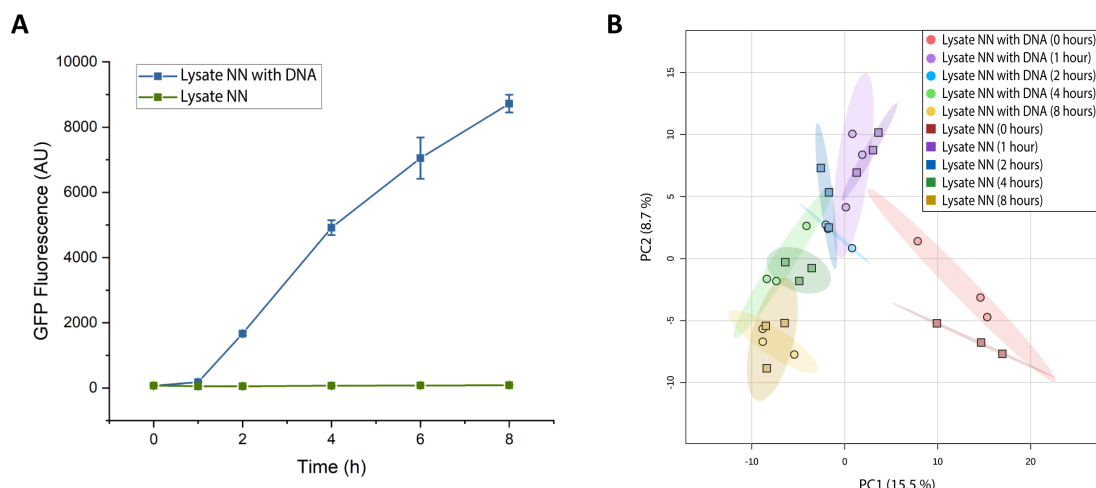 A
10000
8000
6000
4000
2000
0
GFP Fluorescence (AU)
Lysate NN with DNA
Lysate NN
0
2
4
6
8
Time (h)
B
15
10
5
0
-5
-10
PC2 (8.7 %)
Lysate NN with DNA (0 hours)
Lysate NN with DNA (1 hour)
Lysate NN with DNA (2 hours)
Lysate NN with DNA (4 hours)
Lysate NN with DNA (8 hours)
Lysate NN (0 hours)
Lysate NN (1 hour)
Lysate NN (2 hours)
Lysate NN (4 hours)
Lysate NN (8 hours)
-10
0
10
20
PC1 (15.5 %)